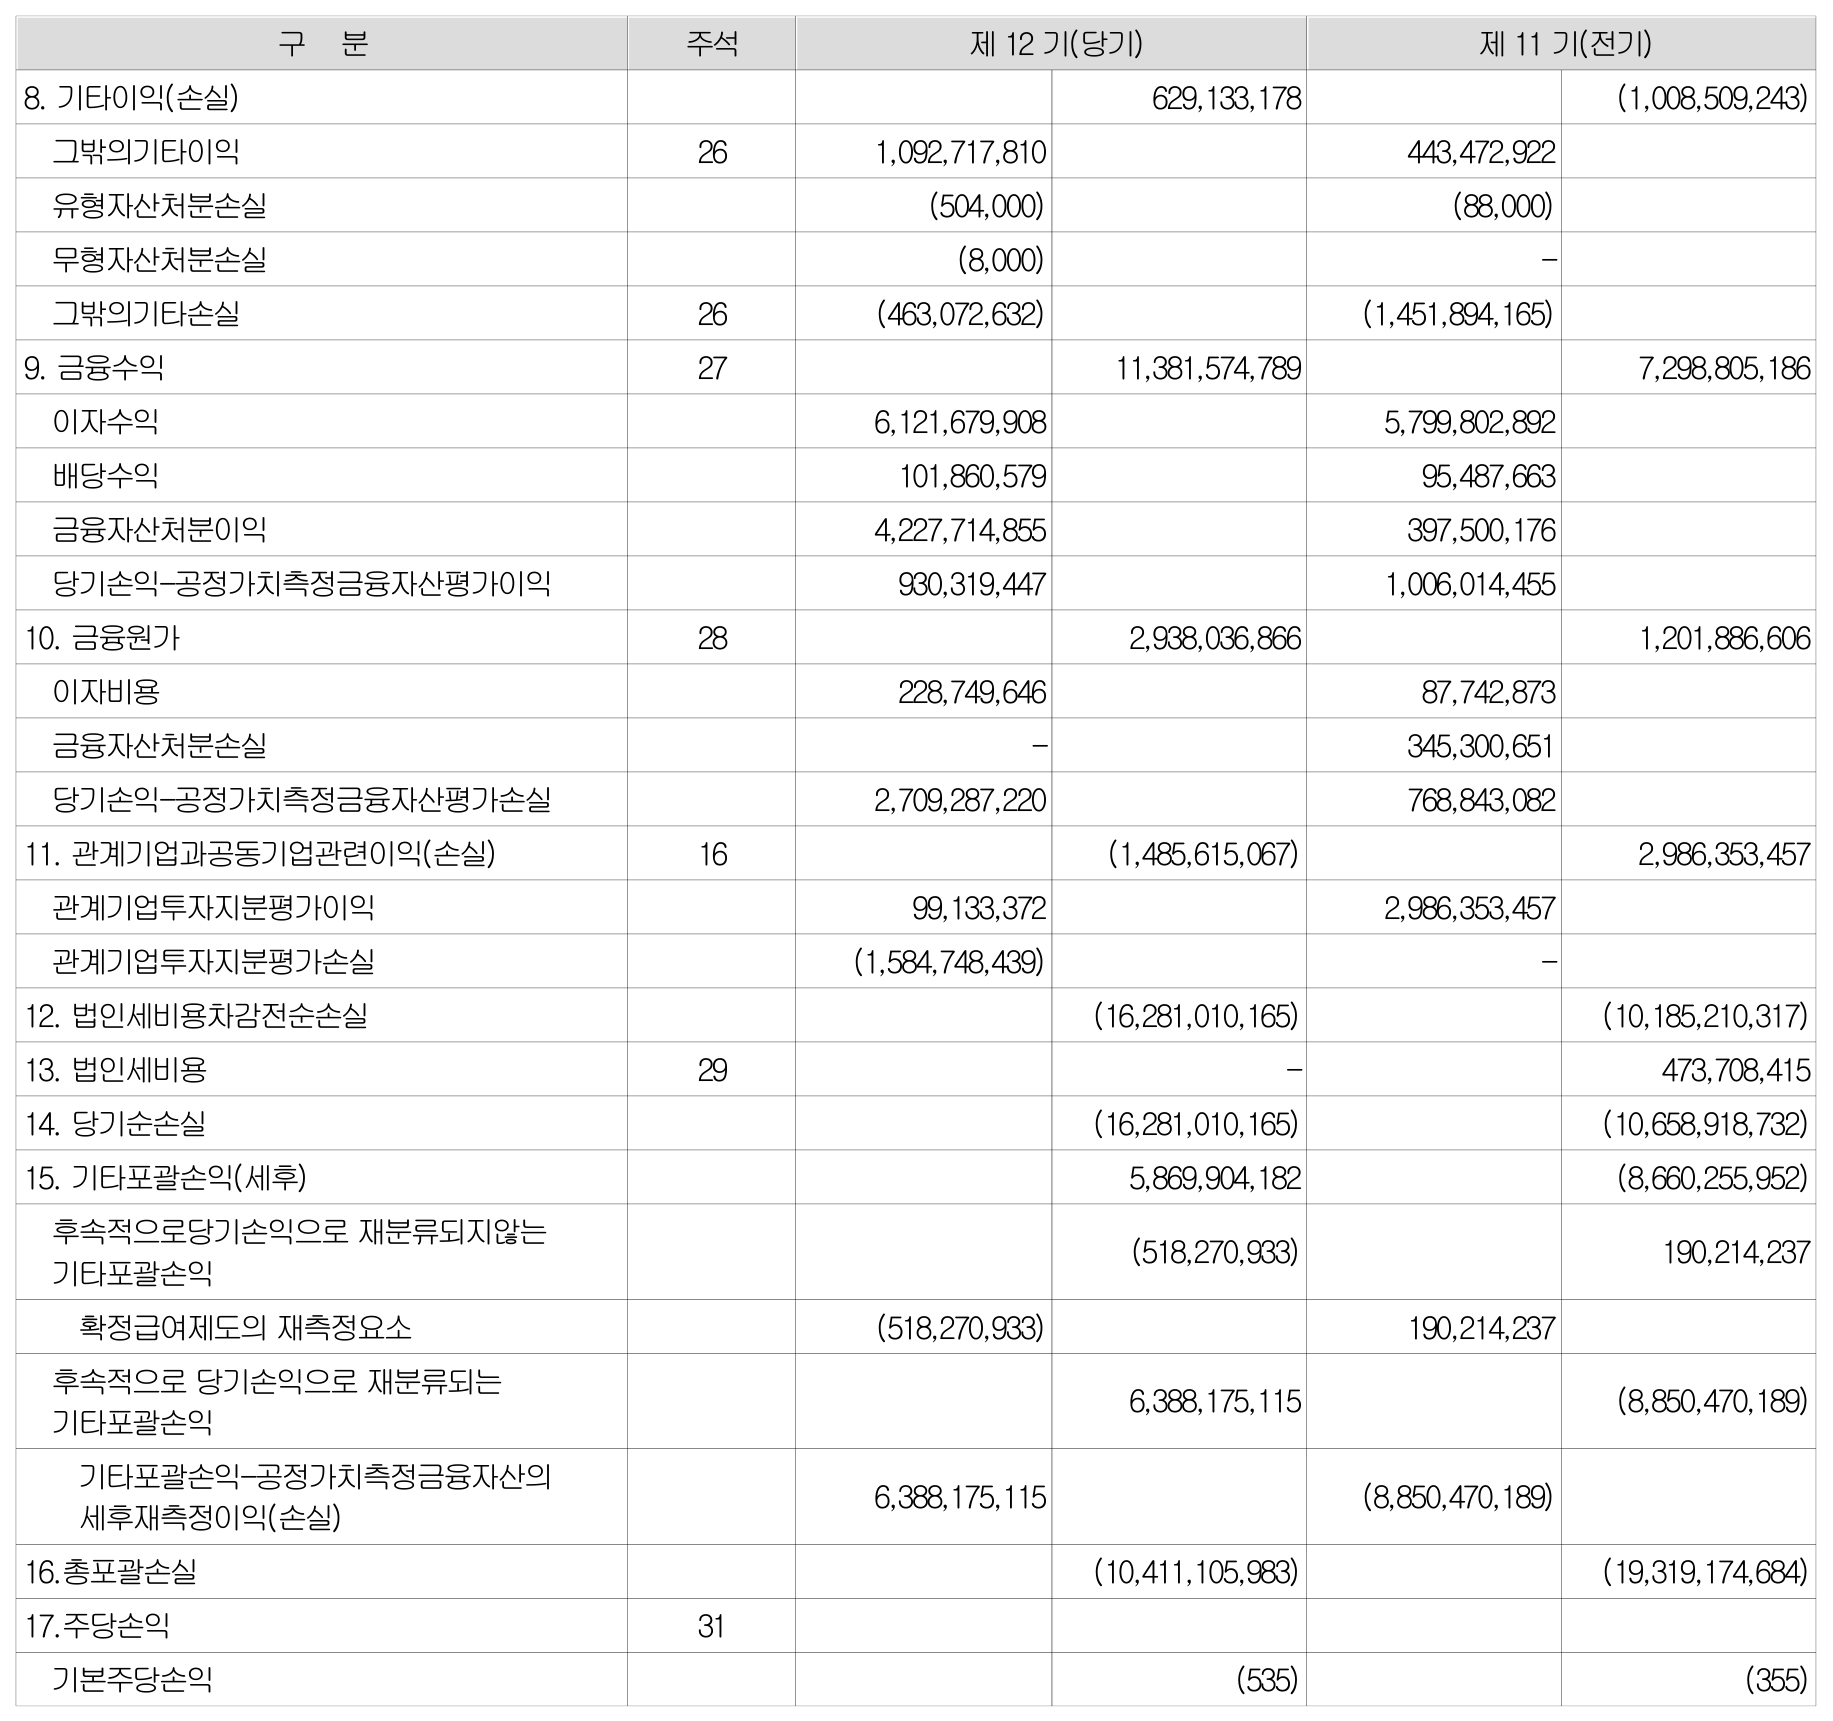 구 분 주석 제 12 기(당기) 제 11 기(전기)
8. 기타이익(손실) 629,133,178 (1,008,509,243)
그밖의기타이익 26 1,092,717,810 443,472,922
유형자산처분손실 (504,000) (88,000)
무형자산처분손실 (8,000) –
그밖의기타손실 26 (463,072,632) (1,451,894,165)
9. 금융수익 27 11,381,574,789 7,298,805,186
이자수익 6,121,679,908 5,799,802,892
배당수익 101,860,579 95,487,663
금융자산처분이익 4,227,714,855 397,500,176
당기손익–공정가치측정금융자산평가이익 930,319,447 1,006,014,455
10. 금융원가 28 2,938,036,866 1,201,886,606
이자비용 228,749,646 87,742,873
금융자산처분손실 – 345,300,651
당기손익–공정가치측정금융자산평가손실 2,709,287,220 768,843,082
11. 관계기업과공동기업관련이익(손실) 16 (1,485,615,067) 2,986,353,457
관계기업투자지분평가이익 99,133,372 2,986,353,457
관계기업투자지분평가손실 (1,584,748,439) –
12. 법인세비용차감전순손실 (16,281,010,165) (10,185,210,317)
13. 법인세비용 29 – 473,708,415
14. 당기순손실 (16,281,010,165) (10,658,918,732)
15. 기타포괄손익(세후) 5,869,904,182 (8,660,255,952)
후속적으로당기손익으로 재분류되지않는
기타포괄손익 (518,270,933) 190,214,237
확정급여제도의 재측정요소 (518,270,933) 190,214,237
후속적으로 당기손익으로 재분류되는
기타포괄손익 6,388,175,115 (8,850,470,189)
기타포괄손익–공정가치측정금융자산의
세후재측정이익(손실) 6,388,175,115 (8,850,470,189)
16.총포괄손실 (10,411,105,983) (19,319,174,684)
17.주당손익 31
기본주당손익 (535) (355)